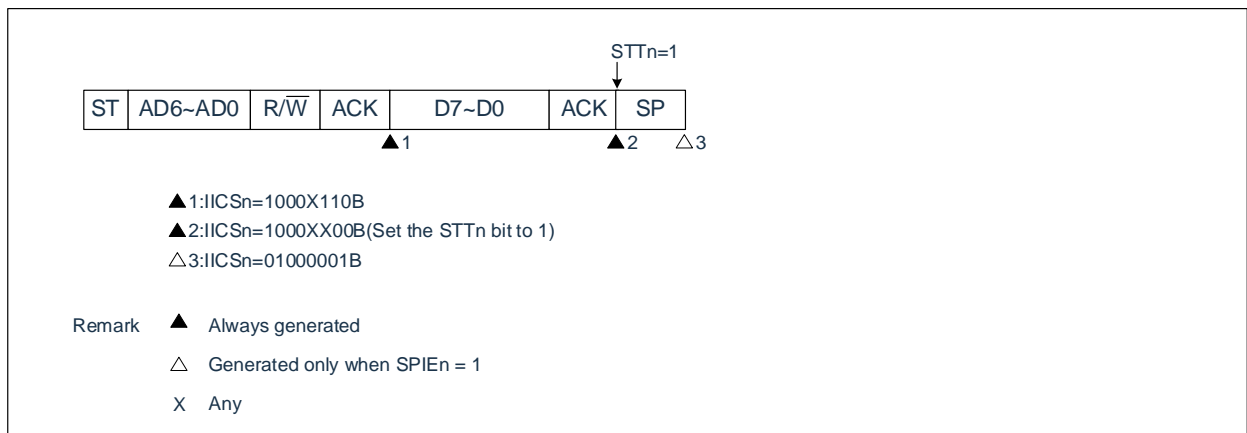 STTn=1
ST AD6~AD0 R/W̅ ACK D7~D0 ACK SP
▲1 ▲2 △3
▲1:IICSn=1000X110B
▲2:IICSn=1000XX00B(Set the STTn bit to 1)
△3:IICSn=01000001B
Remark ▲ Always generated
△ Generated only when SPIEn = 1
X Any